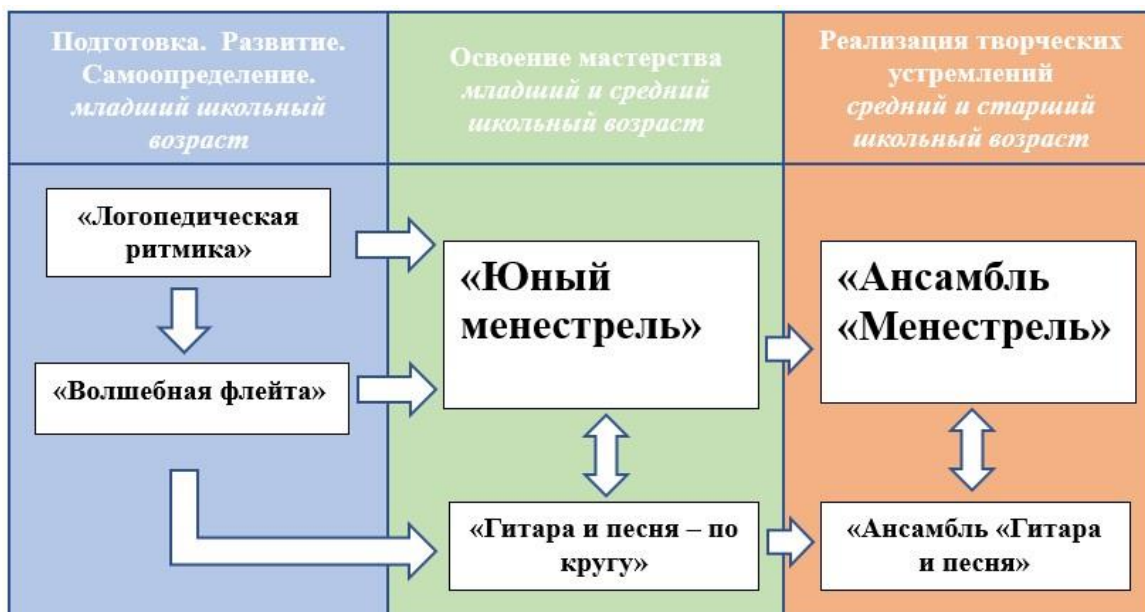 Подготовка. Развитие.
Самоопределение.
младший школьный
возраст
Освоение мастерства
младший и средний
школьный возраст
Реализация творческих
устремлений
средний и старший
школьный возраст
«Логопедическая
ритмика»
«Волшебная флейта»
«Юный
менестрель»
«Гитара и песня – по
кругу»
«Ансамбль
«Менестрель»
«Ансамбль «Гитара
и песня»